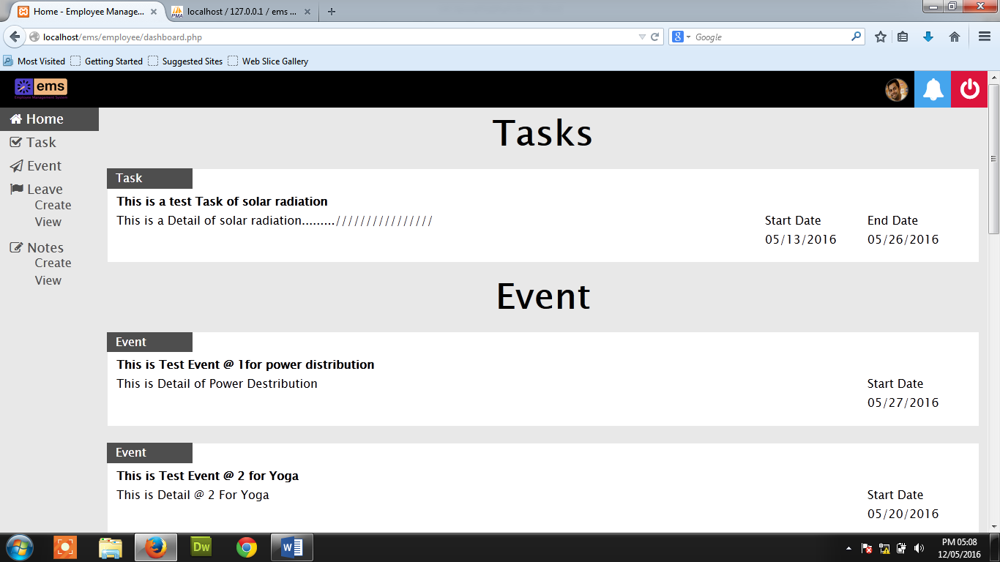 Home - Employee Manage...
localhost / 127.0.0.1 / ems ...
localhost/ems/employee/dashboard.php
Google
Most Visited
Getting Started
Suggested Sites
Web Slice Gallery
ems
Employee Management System
Home
Task
Event
Leave
Create
View
Notes
Create
View
Tasks
Task
This is a test Task of solar radiation
This is a Detail of solar radiation.........////////////////
Start Date
End Date
05/13/2016
05/26/2016
Event
Event
This is Test Event @ 1for power distribution
This is Detail of Power Destribution
Start Date
05/27/2016
Event
This is Test Event @ 2 for Yoga
This is Detail @ 2 For Yoga
Start Date
05/20/2016
Dw
PM 05:08
12/05/2016